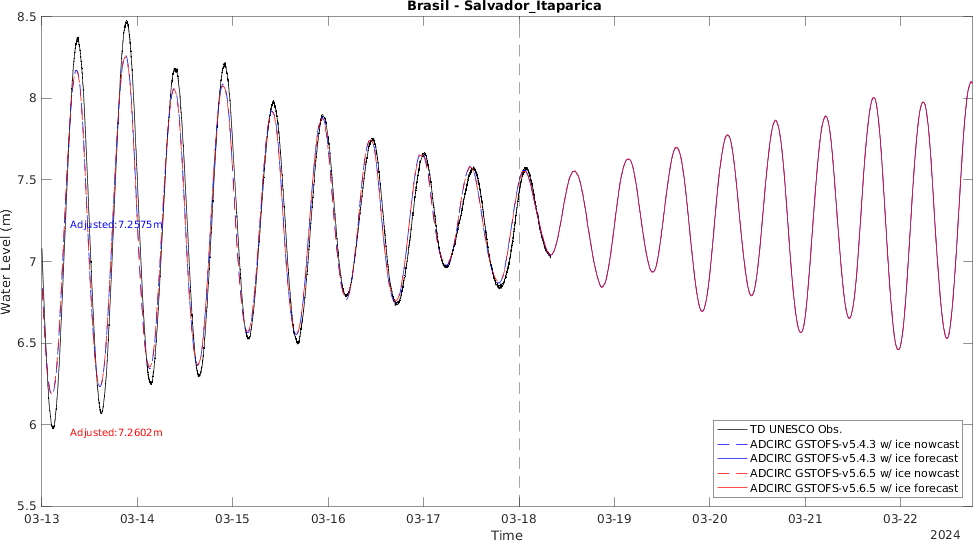 Brasil - Salvador_Itaparica
8.5
8
7.5
7
6.5
6
5.5
Water Level (m)
Adjusted:7.2575m
Adjusted:7.2602m
TD UNESCO Obs.
ADCIRC GSTOFS-v5.4.3 w/ ice nowcast
ADCIRC GSTOFS-v5.4.3 w/ ice forecast
ADCIRC GSTOFS-v5.6.5 w/ ice nowcast
ADCIRC GSTOFS-v5.6.5 w/ ice forecast
03-13 03-14 03-15 03-16 03-17 03-18 03-19 03-20 03-21 03-22
Time
2024